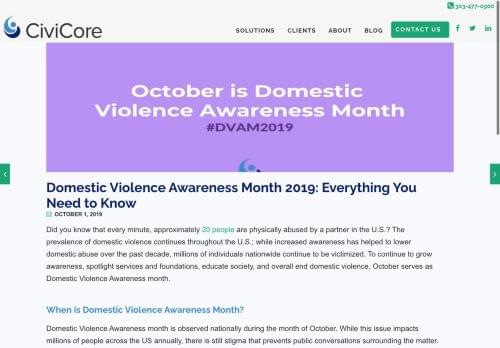 303-477-0900
CiviCore
SOLUTIONS CLIENTS ABOUT BLOG CONTACT US
October is Domestic
Violence Awareness Month
#DVAM2019
Domestic Violence Awareness Month 2019: Everything You
Need to Know
OCTOBER 1, 2019
Did you know that every minute, approximately 20 people are physically abused by a partner in the U.S.? The
prevalence of domestic violence continues throughout the U.S.; while increased awareness has helped to lower
domestic abuse over the past decade, millions of individuals nationwide continue to be victimized. To continue to grow
awareness, spotlight services and foundations, educate society, and overall end domestic violence, October serves as
Domestic Violence Awareness month.
When is Domestic Violence Awareness Month?
Domestic Violence Awareness month is observed nationally during the month of October. While this issue impacts
millions of people across the US annually, there is still stigma that prevents public conversations surrounding the matter.